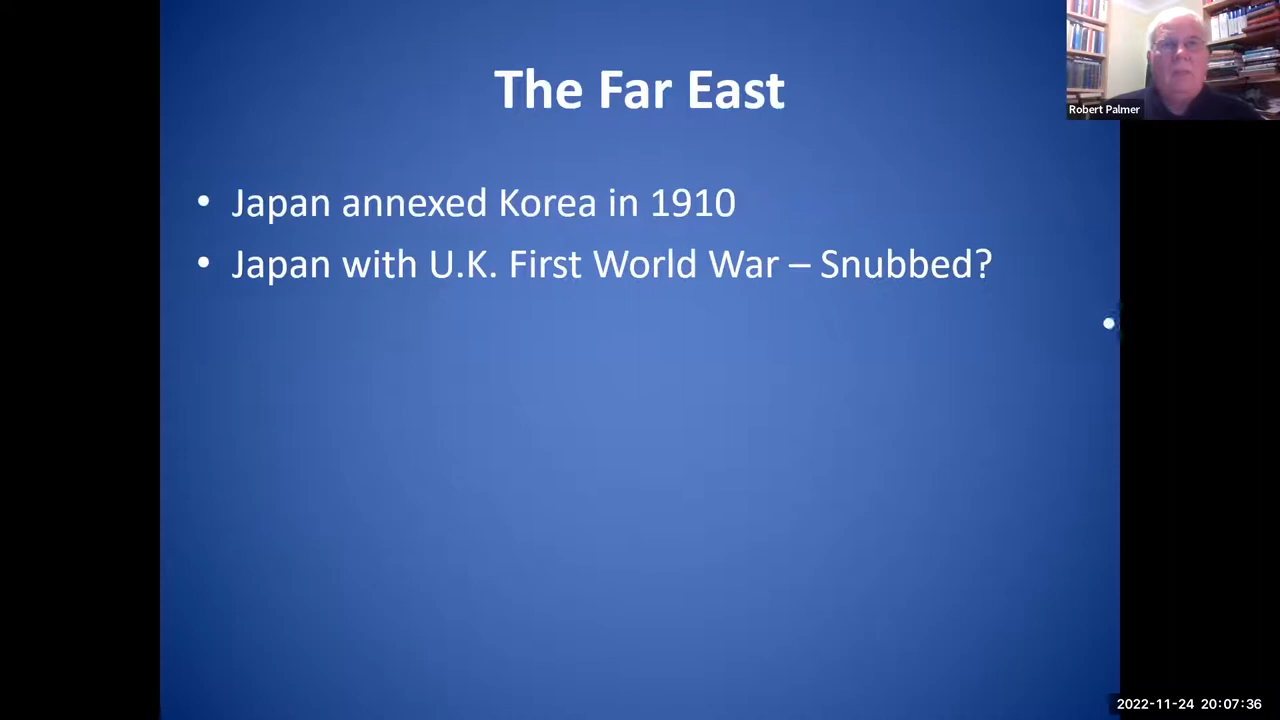 The Far East
Robert Palmer
• Japan annexed Korea in 1910
• Japan with U.K. First World War – Snubbed?
2022-11-24 20:07:36